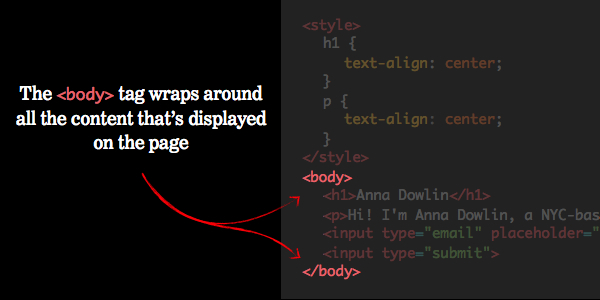 The <body> tag wraps around
all the content that’s displayed
on the page
<style>
h1 {
text-align: center;
}
p {
text-align: center;
}
</style>
<body>
<h1>Anna Dowlin</h1>
<p>Hi! I'm Anna Dowlin, a NYC-bas
<input type="email" placeholder="
<input type="submit">
</body>